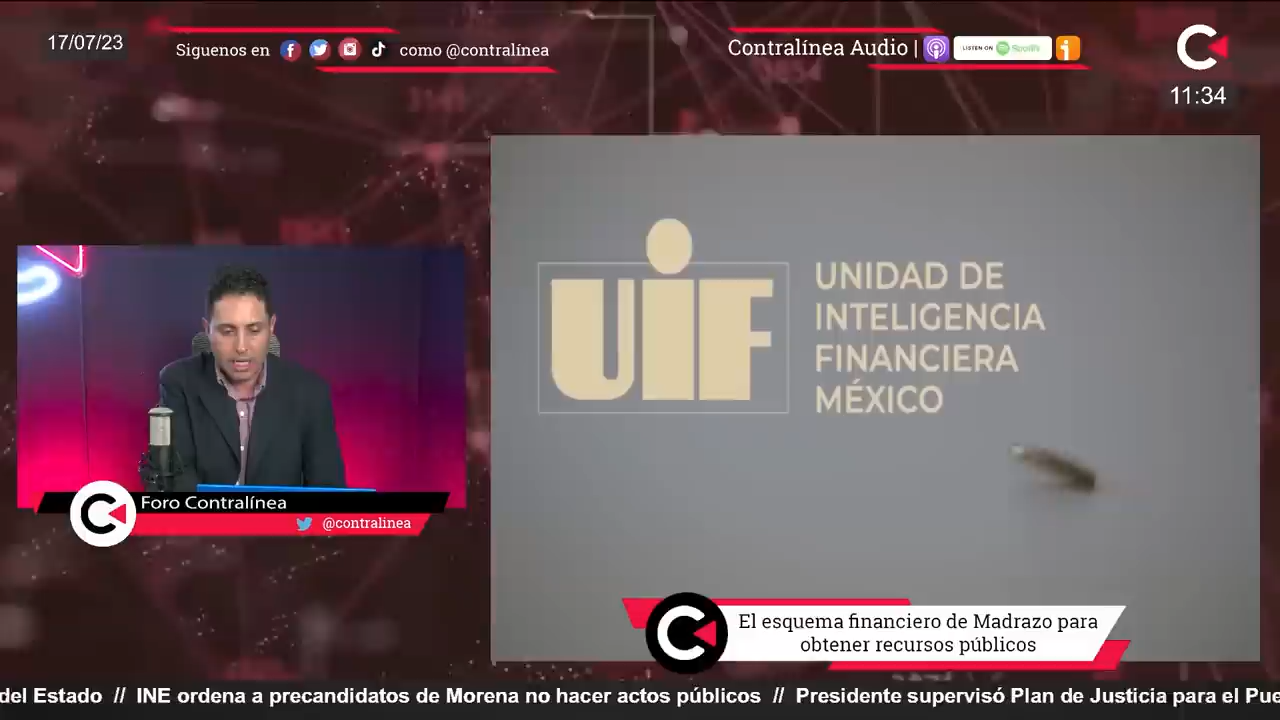 17/07/23
Siguenos en
como @contralínea
Contralínea Audio |
LISTEN ON Spotify
11:34
UIF
UNIDAD DE
INTELIGENCIA
FINANCIERA
MÉXICO
Foro Contralínea
@contralinea
El esquema financiero de Madrazo para
obtener recursos públicos
del Estado // INE ordena a precandidatos de Morena no hacer actos públicos // Presidente supervisó Plan de Justicia para el Pue